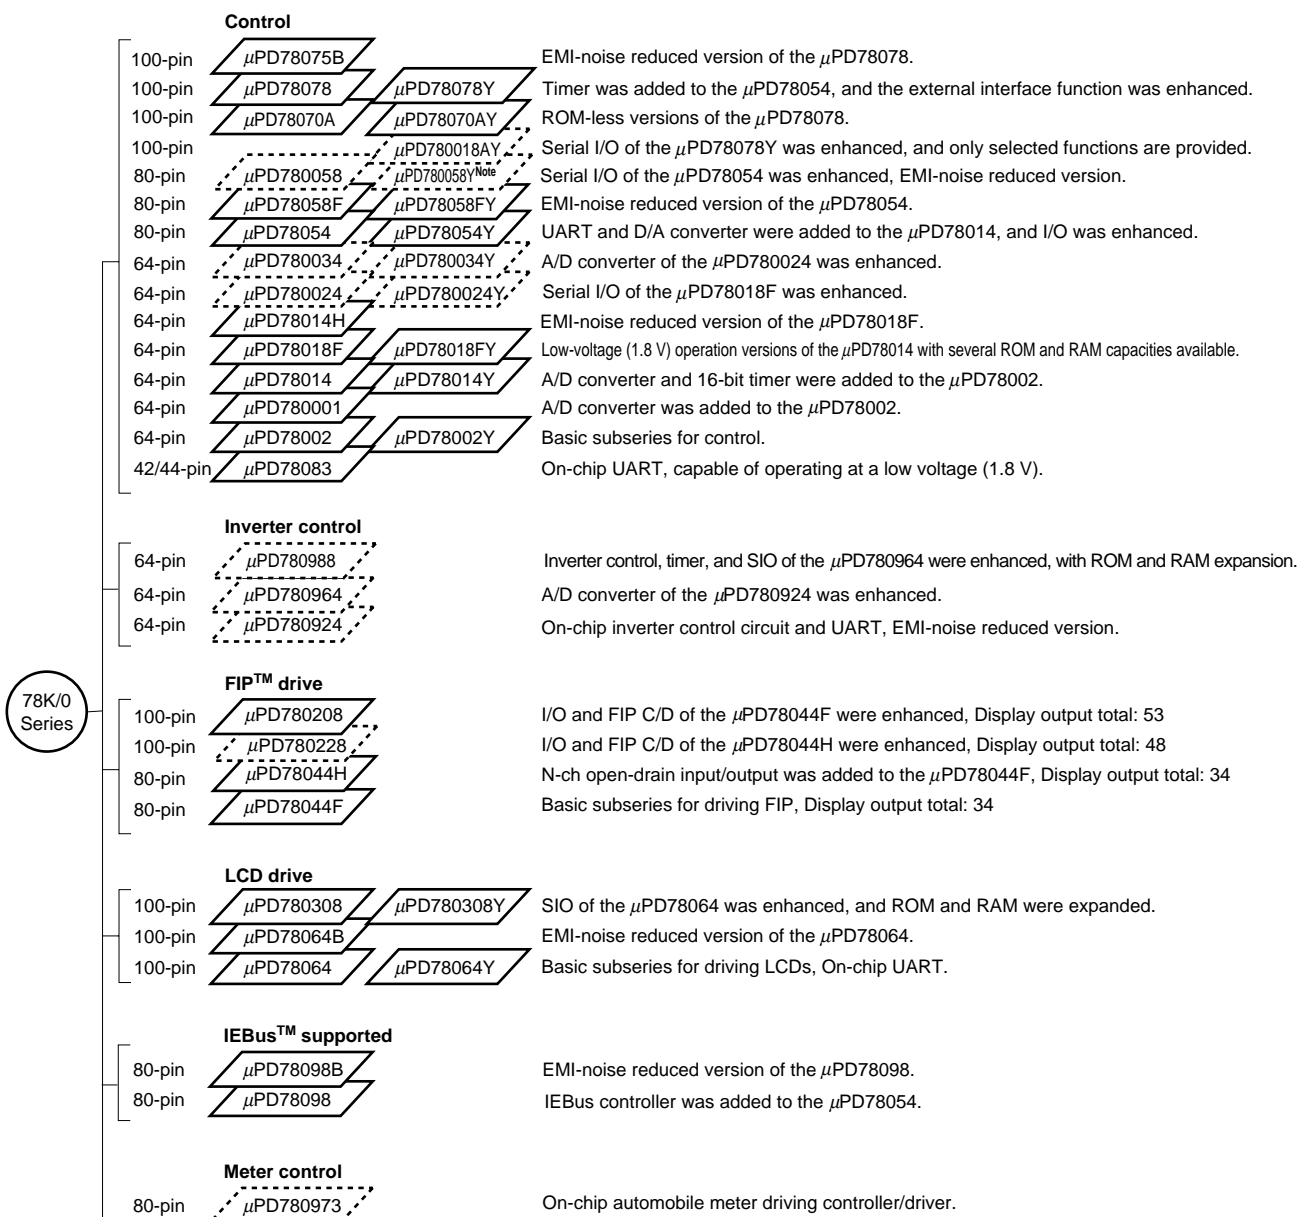 Control
100-pin μPD78075B EMI-noise reduced version of the μPD78078.
100-pin μPD78078 μPD78078Y Timer was added to the μPD78054, and the external interface function was enhanced.
100-pin μPD78070A μPD78070AY ROM-less versions of the μPD78078.
100-pin μPD780018AY Serial I/O of the μPD78078Y was enhanced, and only selected functions are provided.
80-pin μPD780058 μPD780058YNote Serial I/O of the μPD78054 was enhanced, EMI-noise reduced version.
80-pin μPD78058F μPD78058FY EMI-noise reduced version of the μPD78054.
80-pin μPD78054 μPD78054Y UART and D/A converter were added to the μPD78014, and I/O was enhanced.
64-pin μPD780034 μPD780034Y A/D converter of the μPD780024 was enhanced.
64-pin μPD780024 μPD780024Y Serial I/O of the μPD78018F was enhanced.
64-pin μPD78014H EMI-noise reduced version of the μPD78018F.
64-pin μPD78018F μPD78018FY Low-voltage (1.8 V) operation versions of the μPD78014 with several ROM and RAM capacities available.
64-pin μPD78014 μPD78014Y A/D converter and 16-bit timer were added to the μPD78002.
64-pin μPD780001 A/D converter was added to the μPD78002.
64-pin μPD78002 μPD78002Y Basic subseries for control.
42/44-pin μPD78083 On-chip UART, capable of operating at a low voltage (1.8 V).
Inverter control
64-pin μPD780988 Inverter control, timer, and SIO of the μPD780964 were enhanced, with ROM and RAM expansion.
64-pin μPD780964 A/D converter of the μPD780924 was enhanced.
64-pin μPD780924 On-chip inverter control circuit and UART, EMI-noise reduced version.
78K/0
Series
FIPTM drive
100-pin μPD780208 I/O and FIP C/D of the μPD78044F were enhanced, Display output total: 53
100-pin μPD780228 I/O and FIP C/D of the μPD78044H were enhanced, Display output total: 48
80-pin μPD78044H N-ch open-drain input/output was added to the μPD78044F, Display output total: 34
80-pin μPD78044F Basic subseries for driving FIP, Display output total: 34
LCD drive
100-pin μPD780308 μPD780308Y SIO of the μPD78064 was enhanced, and ROM and RAM were expanded.
100-pin μPD78064B EMI-noise reduced version of the μPD78064.
100-pin μPD78064 μPD78064Y Basic subseries for driving LCDs, On-chip UART.
IEBusTM supported
80-pin μPD78098B EMI-noise reduced version of the μPD78098.
80-pin μPD78098 IEBus controller was added to the μPD78054.
Meter control
80-pin μPD780973 On-chip automobile meter driving controller/driver.